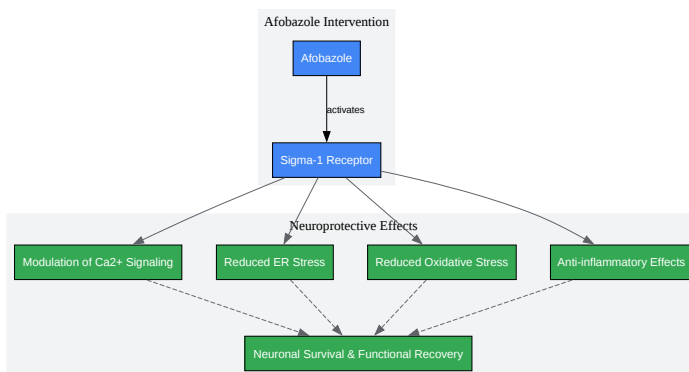 Afobazole Intervention
Afobazole
activates
Sigma-1 Receptor
Neuroprotective Effects
Modulation of Ca2+ Signaling
Reduced ER Stress
Reduced Oxidative Stress
Anti-inflammatory Effects
Neuronal Survival & Functional Recovery